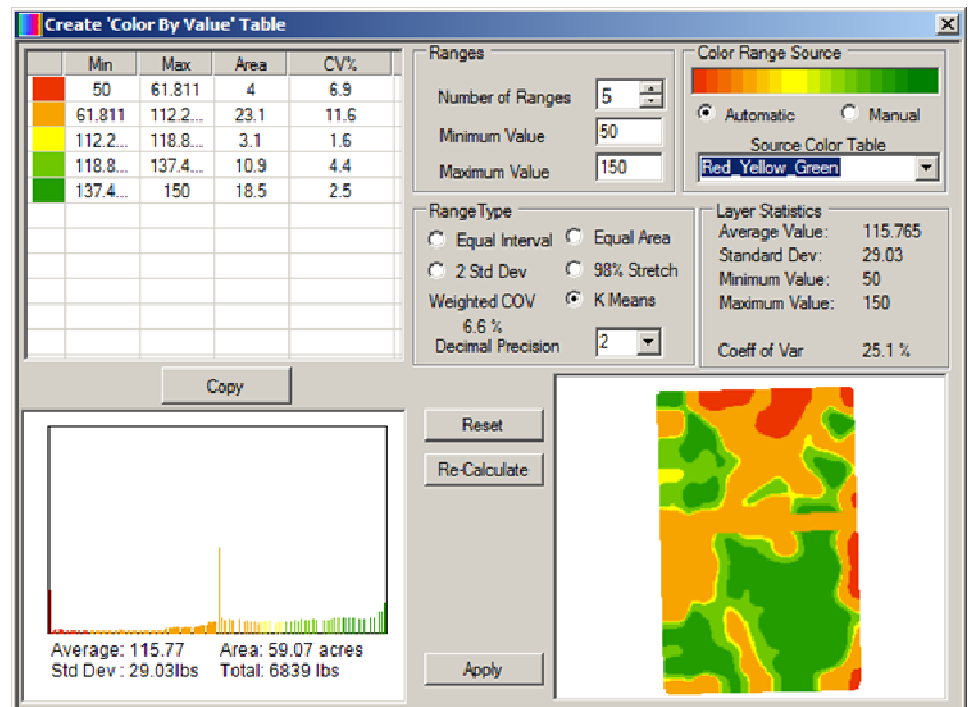 Create 'Color By Value' Table
Min Max Area CV%
50 61.811 4 6.9
61.811 112.2... 23.1 11.6
112.2... 118.8... 3.1 1.6
118.8... 137.4... 10.9 4.4
137.4... 150 18.5 2.5
Copy
Ranges
Number of Ranges 5
Minimum Value 50
Maximum Value 150
Color Range Source
Automatic Manual
Source Color Table
Red_Yellow_Green
Range Type
Equal Interval Equal Area
2 Std Dev 98% Stretch
Weighted COV K Means
6.6 %
Decimal Precision 2
Layer Statistics
Average Value: 115.765
Standard Dev: 29.03
Minimum Value: 50
Maximum Value: 150
Coeff of Var 25.1 %
Reset
Re-Calculate
Apply
Average: 115.77 Area: 59.07 acres
Std Dev : 29.03lbs Total: 6839 lbs